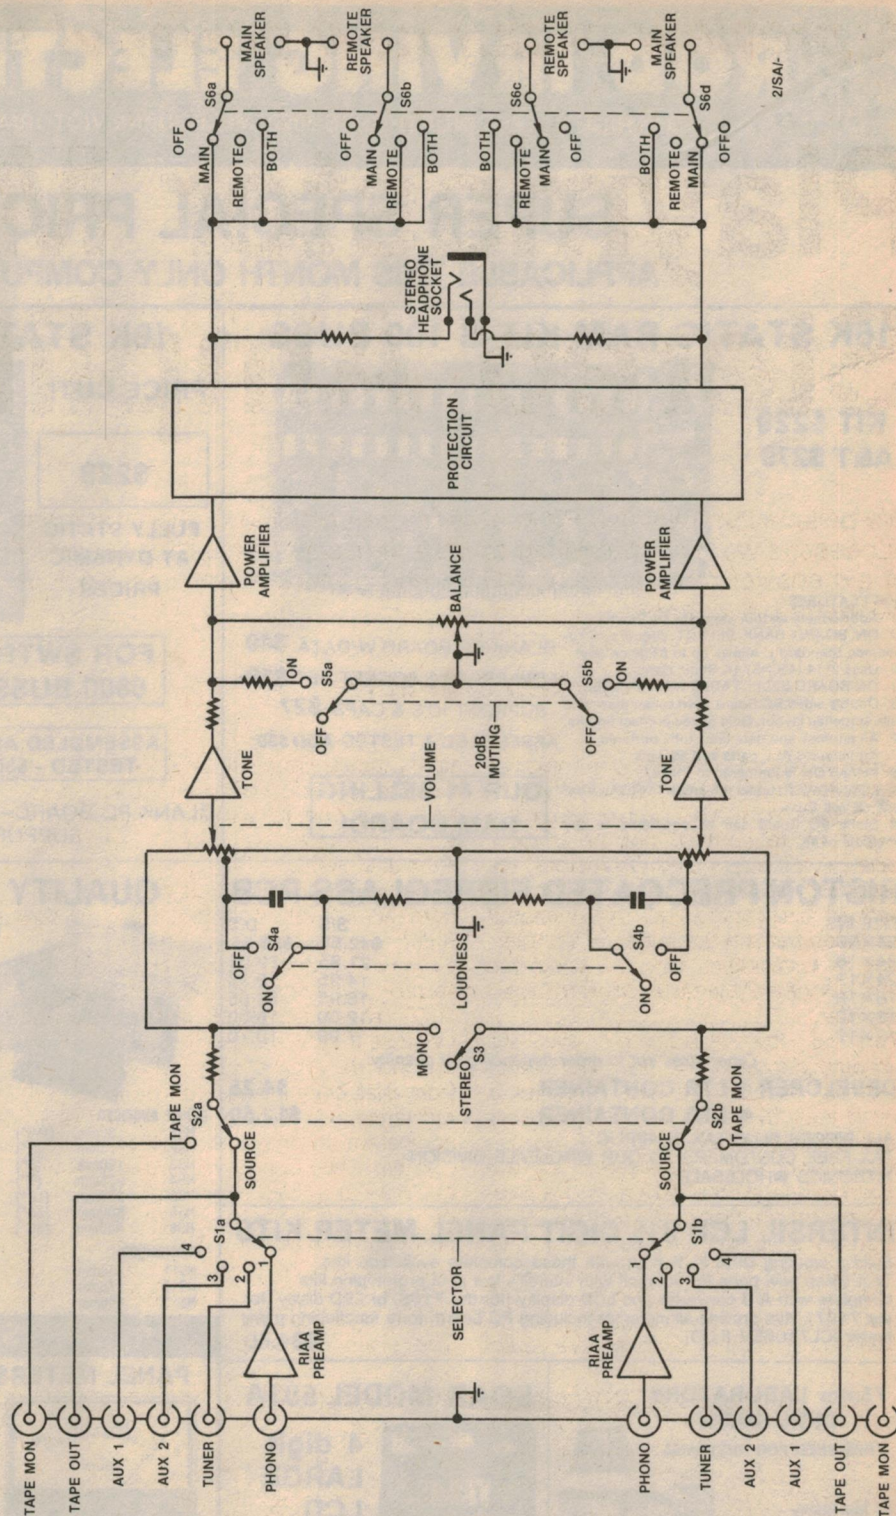 TAPE MON
TAPE OUT
AUX 1
AUX 2
TUNER
PHONO
PHONO
TUNER
AUX 2
AUX 1
TAPE OUT
TAPE MON
RIAA
PREAMP
RIAA
PREAMP
4
3
2
1
S1a
SELECTOR
1
2
3
4
S1b
TAPE MON
S2a
SOURCE
SOURCE
S2b
TAPE MON
MONO
STEREO
S3
OFF
S4a
ON
LOUDNESS
S4b
ON
OFF
VOLUME
TONE
TONE
ON
S5a
OFF
20dB
MUTING
S5b
OFF
ON
BALANCE
POWER
AMPLIFIER
POWER
AMPLIFIER
PROTECTION
CIRCUIT
STEREO
HEADPHONE
SOCKET
OFF
MAIN
REMOTE
BOTH
S6a
MAIN
SPEAKER
OFF
MAIN
REMOTE
BOTH
S6b
REMOTE
SPEAKER
BOTH
REMOTE
MAIN
OFF
S6c
REMOTE
SPEAKER
BOTH
REMOTE
MAIN
OFF
S6d
MAIN
SPEAKER
2/SA/-